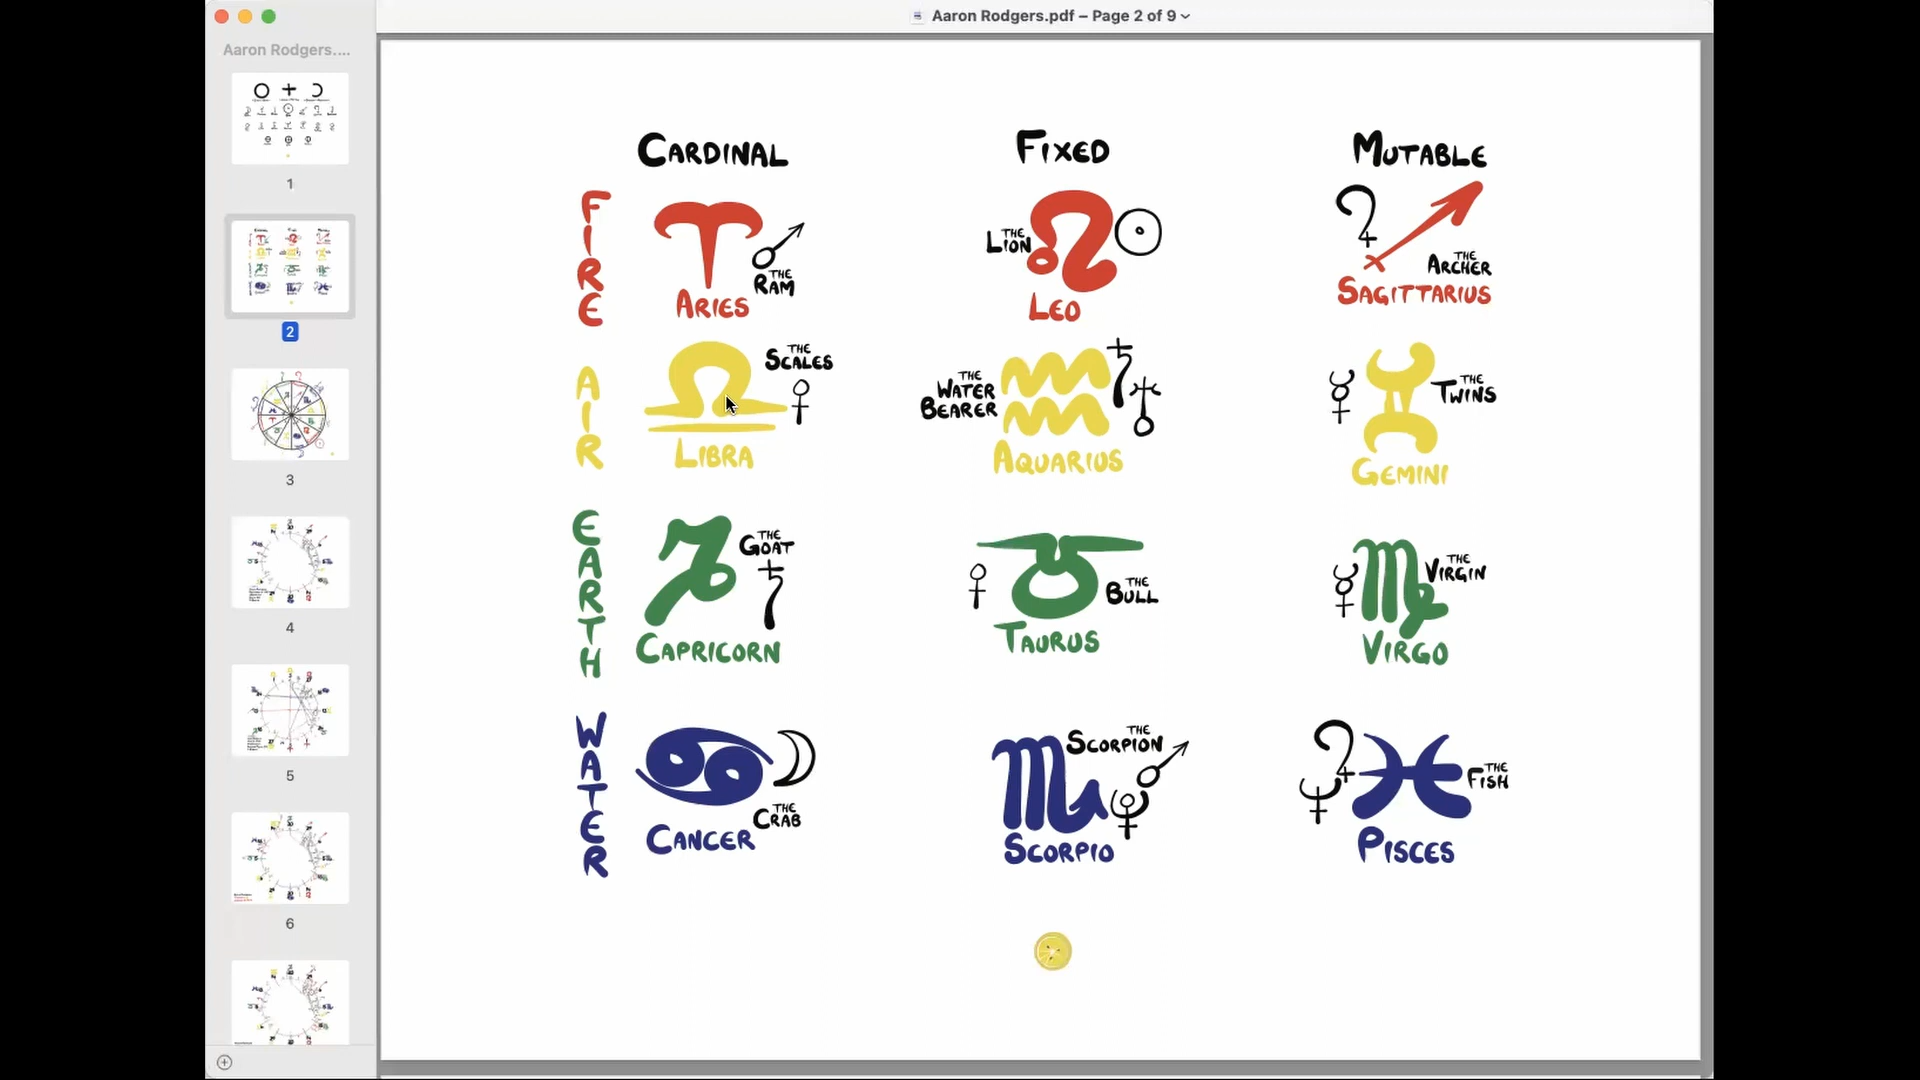 Aaron Rodgers.pdf – Page 2 of 9
Aaron Rodgers....
1
2
3
4
5
6
CARDINAL FIXED MUTABLE
FIRE
ARIES
THE RAM
THE LION
LEO
THE ARCHER
SAGITTARIUS
AIR
THE SCALES
LIBRA
THE WATER BEARER
AQUARIUS
THE TWINS
GEMINI
EARTH
THE GOAT
CAPRICORN
THE BULL
TAURUS
THE VIRGIN
VIRGO
WATER
THE CRAB
CANCER
THE SCORPION
SCORPIO
THE FISH
PISCES